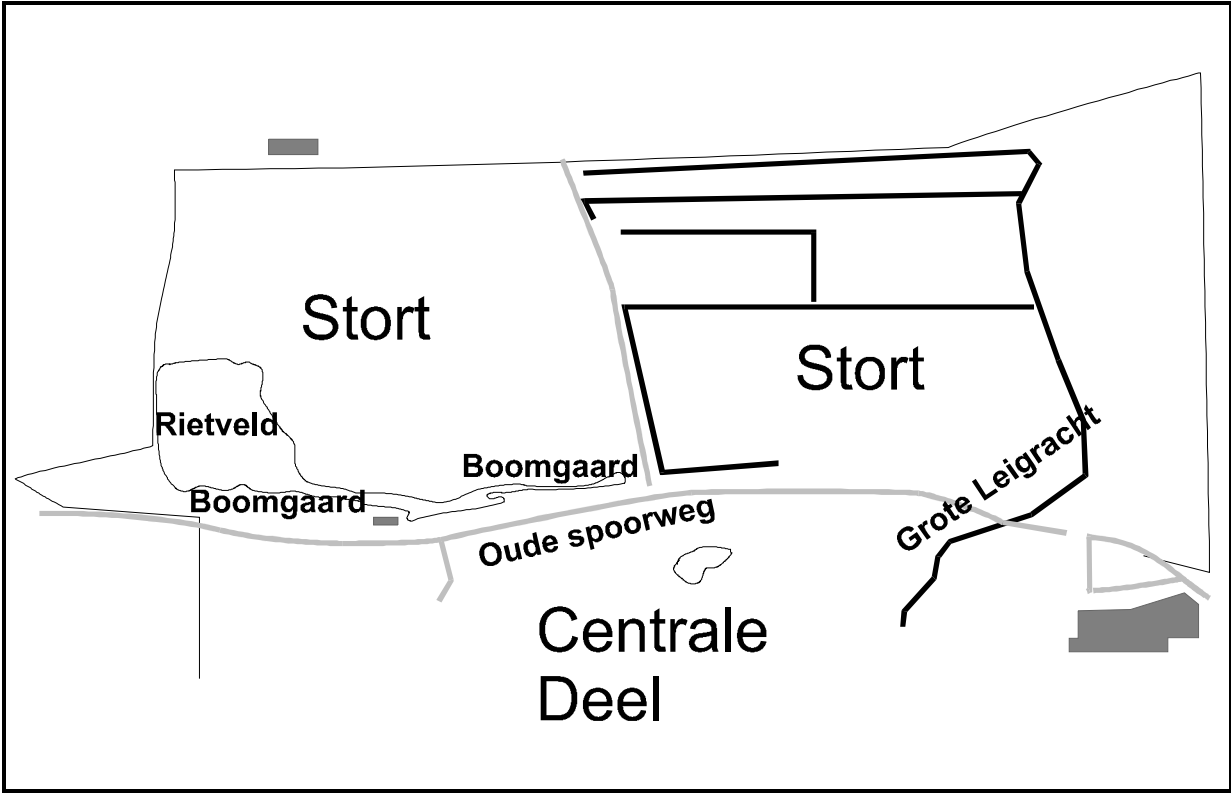 Stort
Stort
Rietveld
Boomgaard
Boomgaard
Grote Leigracht
Oude spoorweg
Centrale
Deel